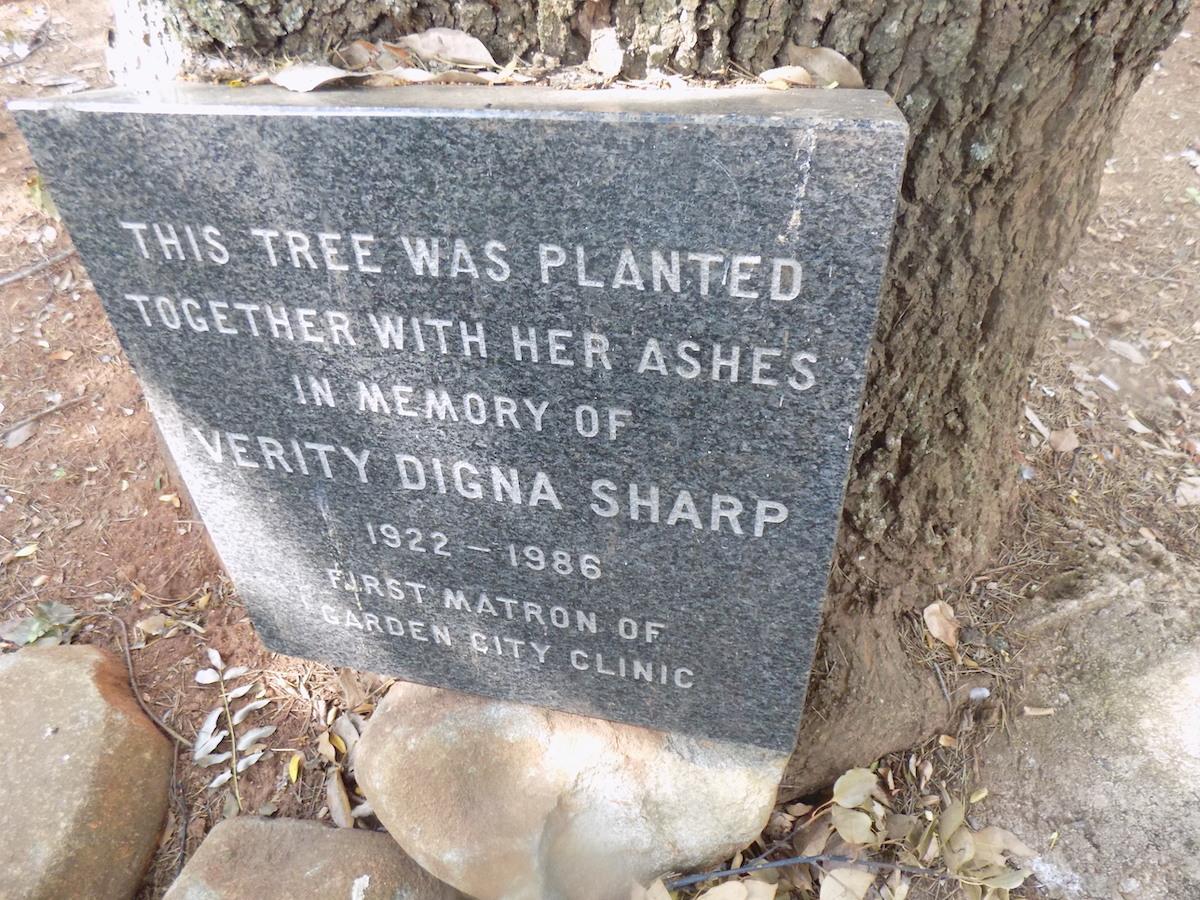 THIS TREE WAS PLANTED
TOGETHER WITH HER ASHES
IN MEMORY OF
VERITY DIGNA SHARP
1922 - 1986
FIRST MATRON OF
GARDEN CITY CLINIC